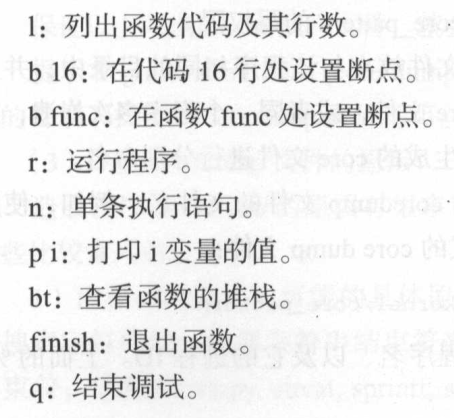 l：列出函数代码及其行数。
b 16：在代码 16 行处设置断点。
b func：在函数 func 处设置断点。
r：运行程序。
n：单条执行语句。
p i：打印 i 变量的值。
bt：查看函数的堆栈。
finish：退出函数。
q：结束调试。